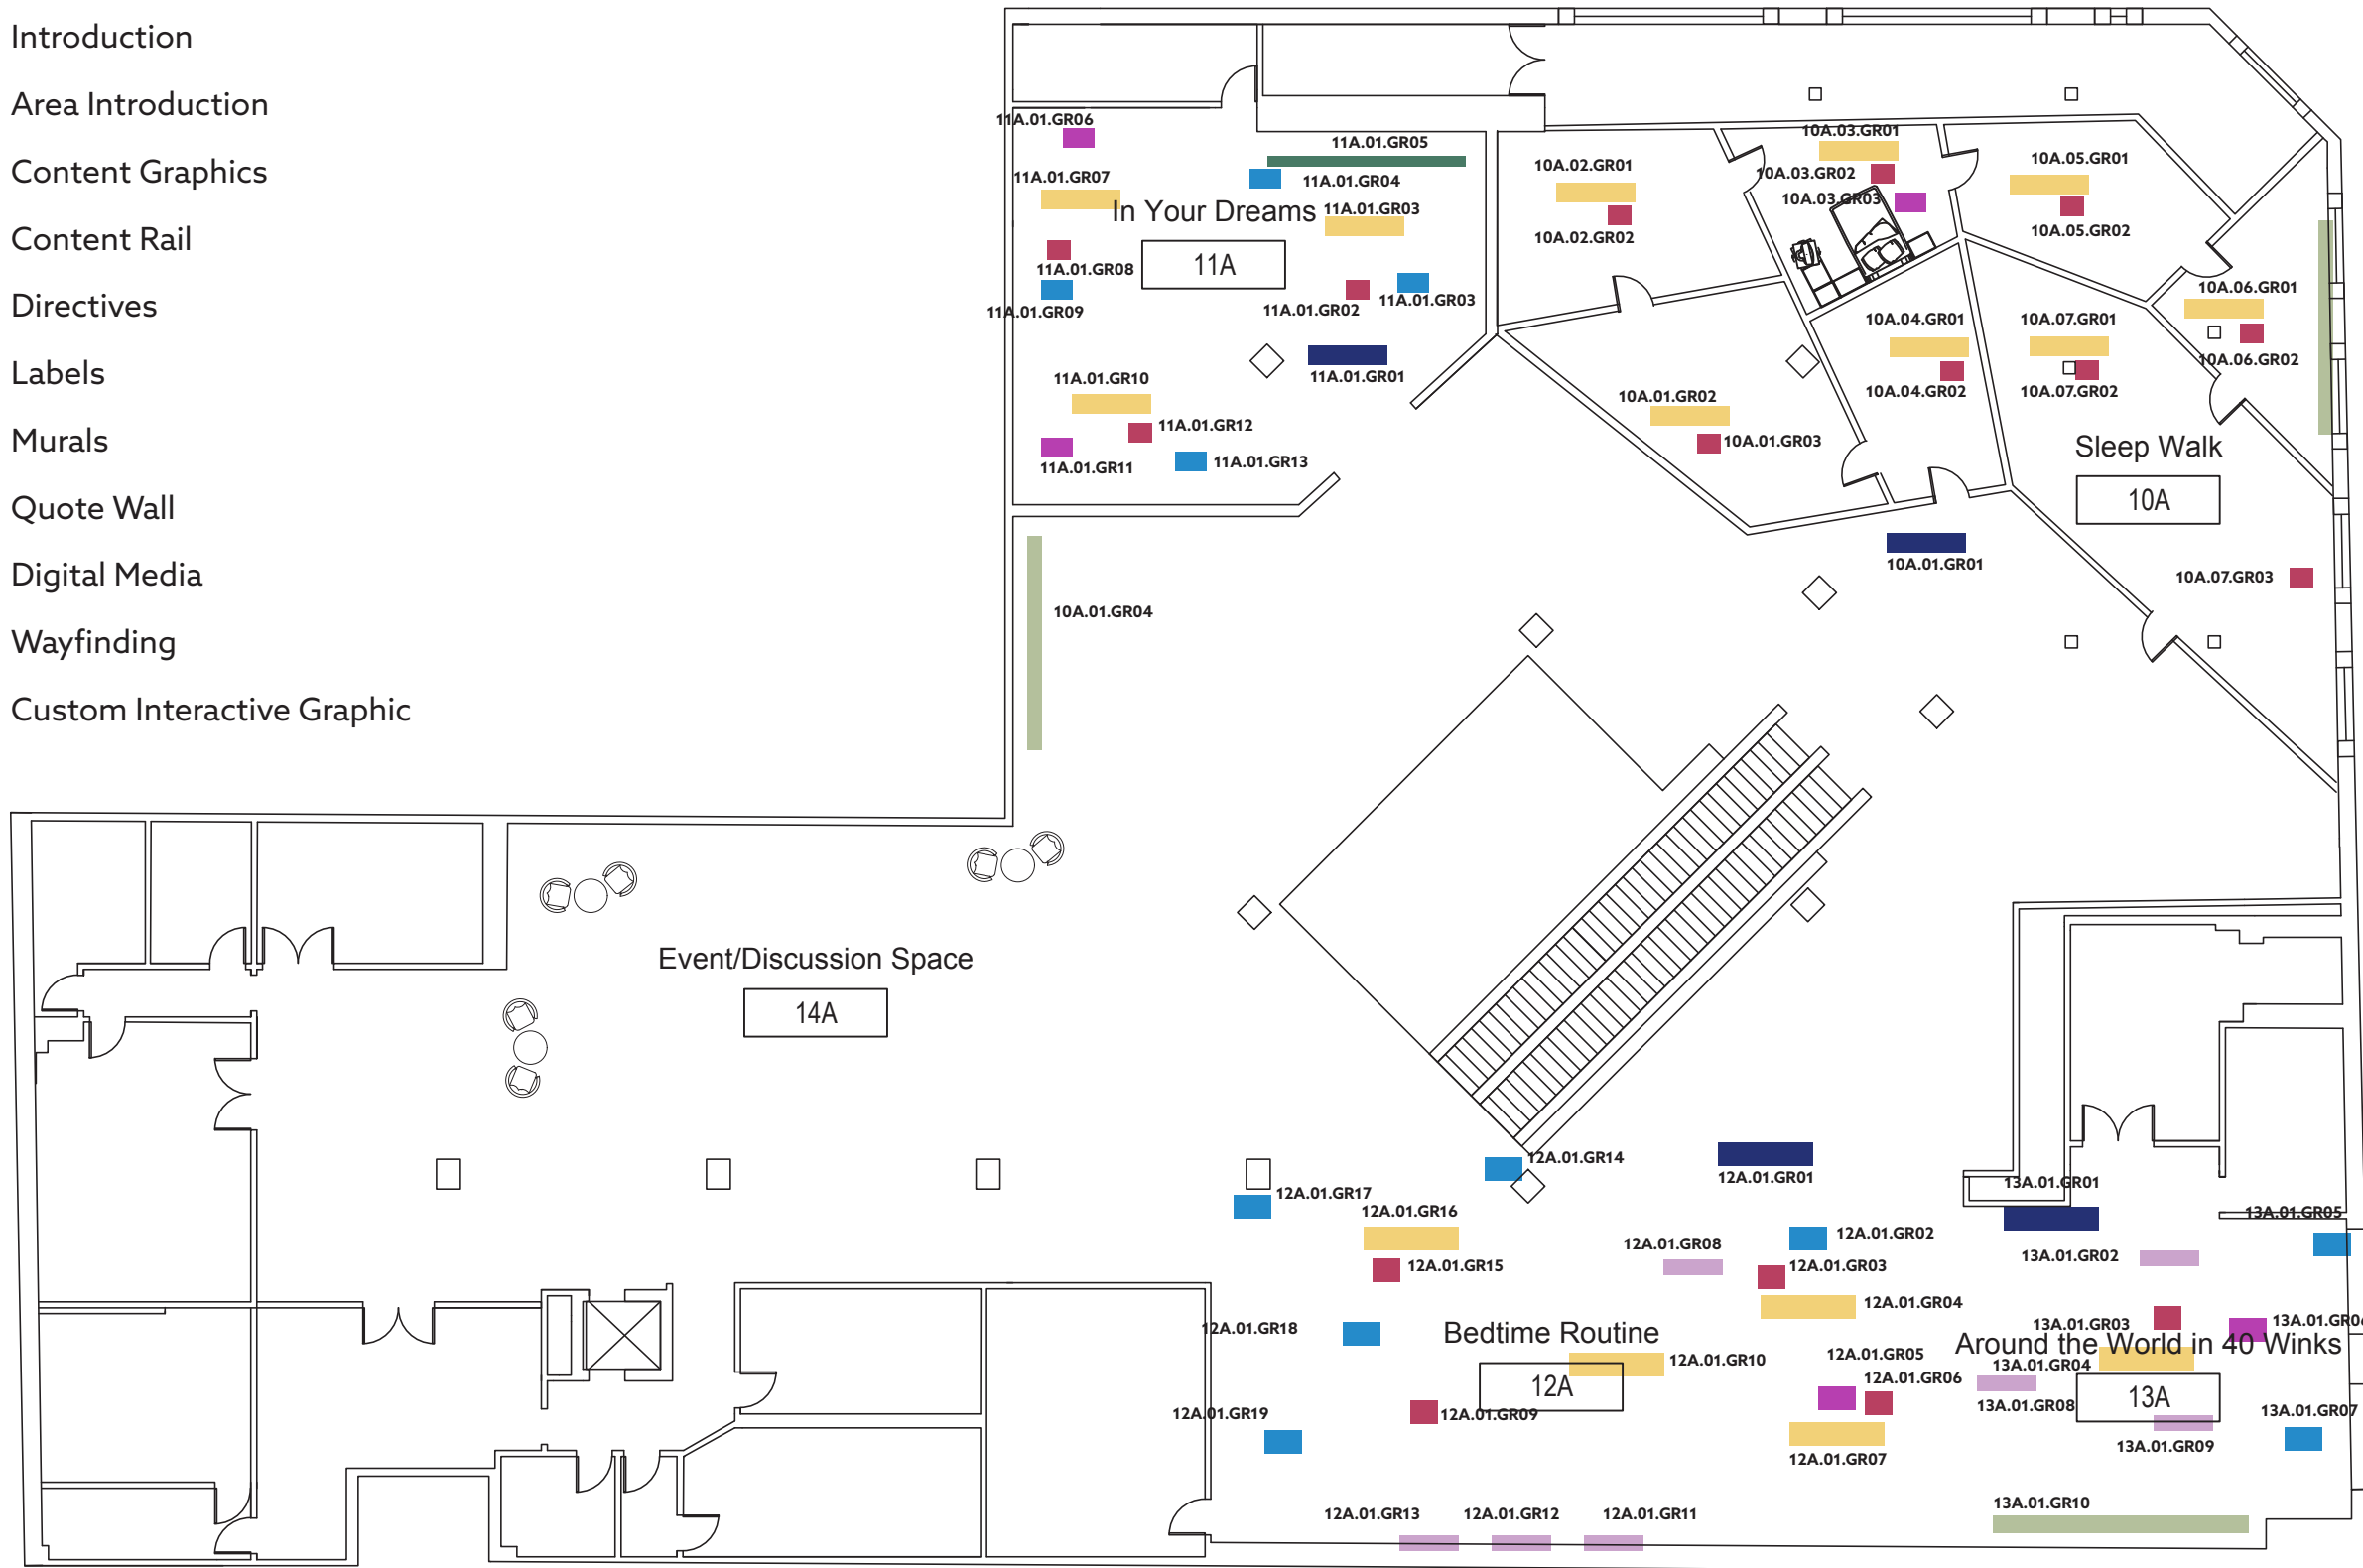 Introduction
Area Introduction
Content Graphics
Content Rail
Directives
Labels
Murals
Quote Wall
Digital Media
Wayfinding
Custom Interactive Graphic
11A.01.GR06
11A.01.GR05
11A.01.GR07
11A.01.GR04
In Your Dreams
11A.01.GR03
11A
11A.01.GR08
11A.01.GR09
11A.01.GR02
11A.01.GR03
11A.01.GR01
11A.01.GR10
11A.01.GR12
11A.01.GR11
11A.01.GR13
10A.02.GR01
10A.02.GR02
10A.03.GR01
10A.03.GR02
10A.03.GR03
10A.05.GR01
10A.05.GR02
10A.06.GR01
10A.06.GR02
10A.04.GR01
10A.04.GR02
10A.07.GR01
10A.07.GR02
10A.01.GR02
10A.01.GR03
Sleep Walk
10A
10A.01.GR01
10A.07.GR03
10A.01.GR04
Event/Discussion Space
14A
12A.01.GR14
12A.01.GR01
12A.01.GR17
12A.01.GR16
12A.01.GR15
12A.01.GR08
12A.01.GR02
12A.01.GR03
12A.01.GR04
12A.01.GR18
Bedtime Routine
12A
12A.01.GR10
12A.01.GR05
12A.01.GR06
12A.01.GR19
12A.01.GR09
12A.01.GR07
12A.01.GR13
12A.01.GR12
12A.01.GR11
13A.01.GR01
13A.01.GR05
13A.01.GR02
13A.01.GR03
13A.01.GR06
Around the World in 40 Winks
13A.01.GR04
13A
13A.01.GR08
13A.01.GR07
13A.01.GR09
13A.01.GR10